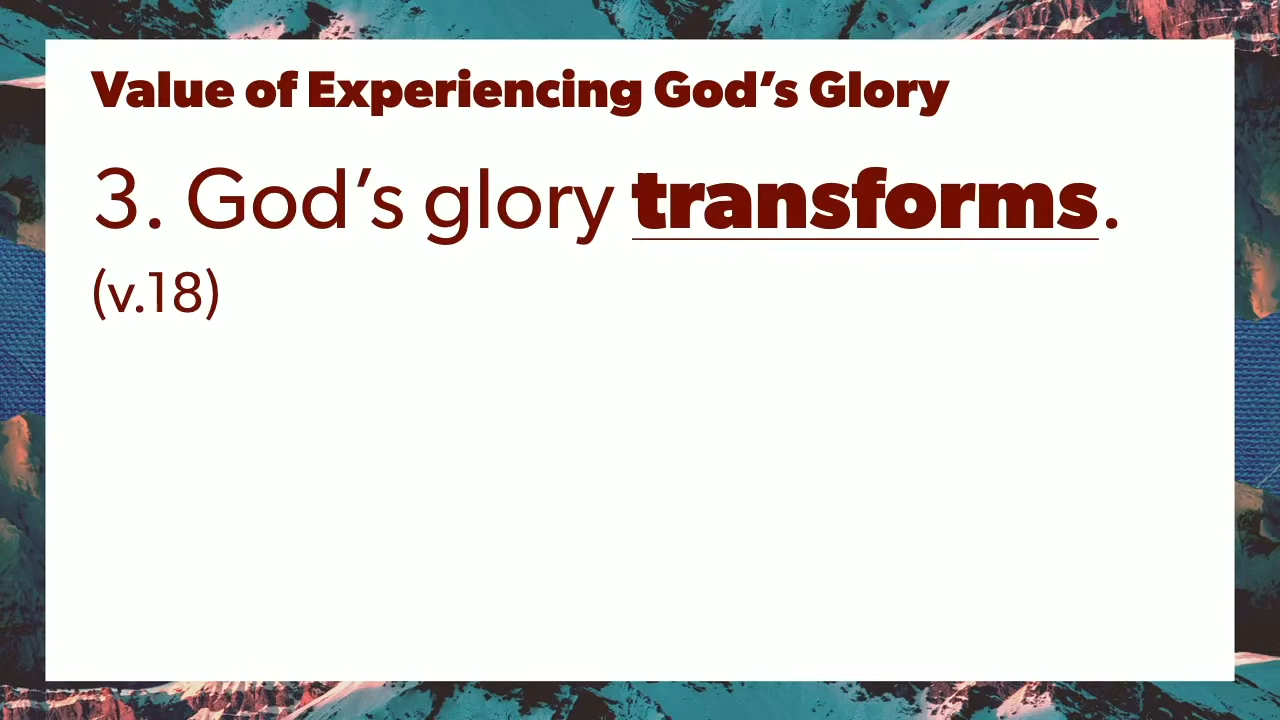 Value of Experiencing God’s Glory
3. God’s glory transforms.
(v.18)